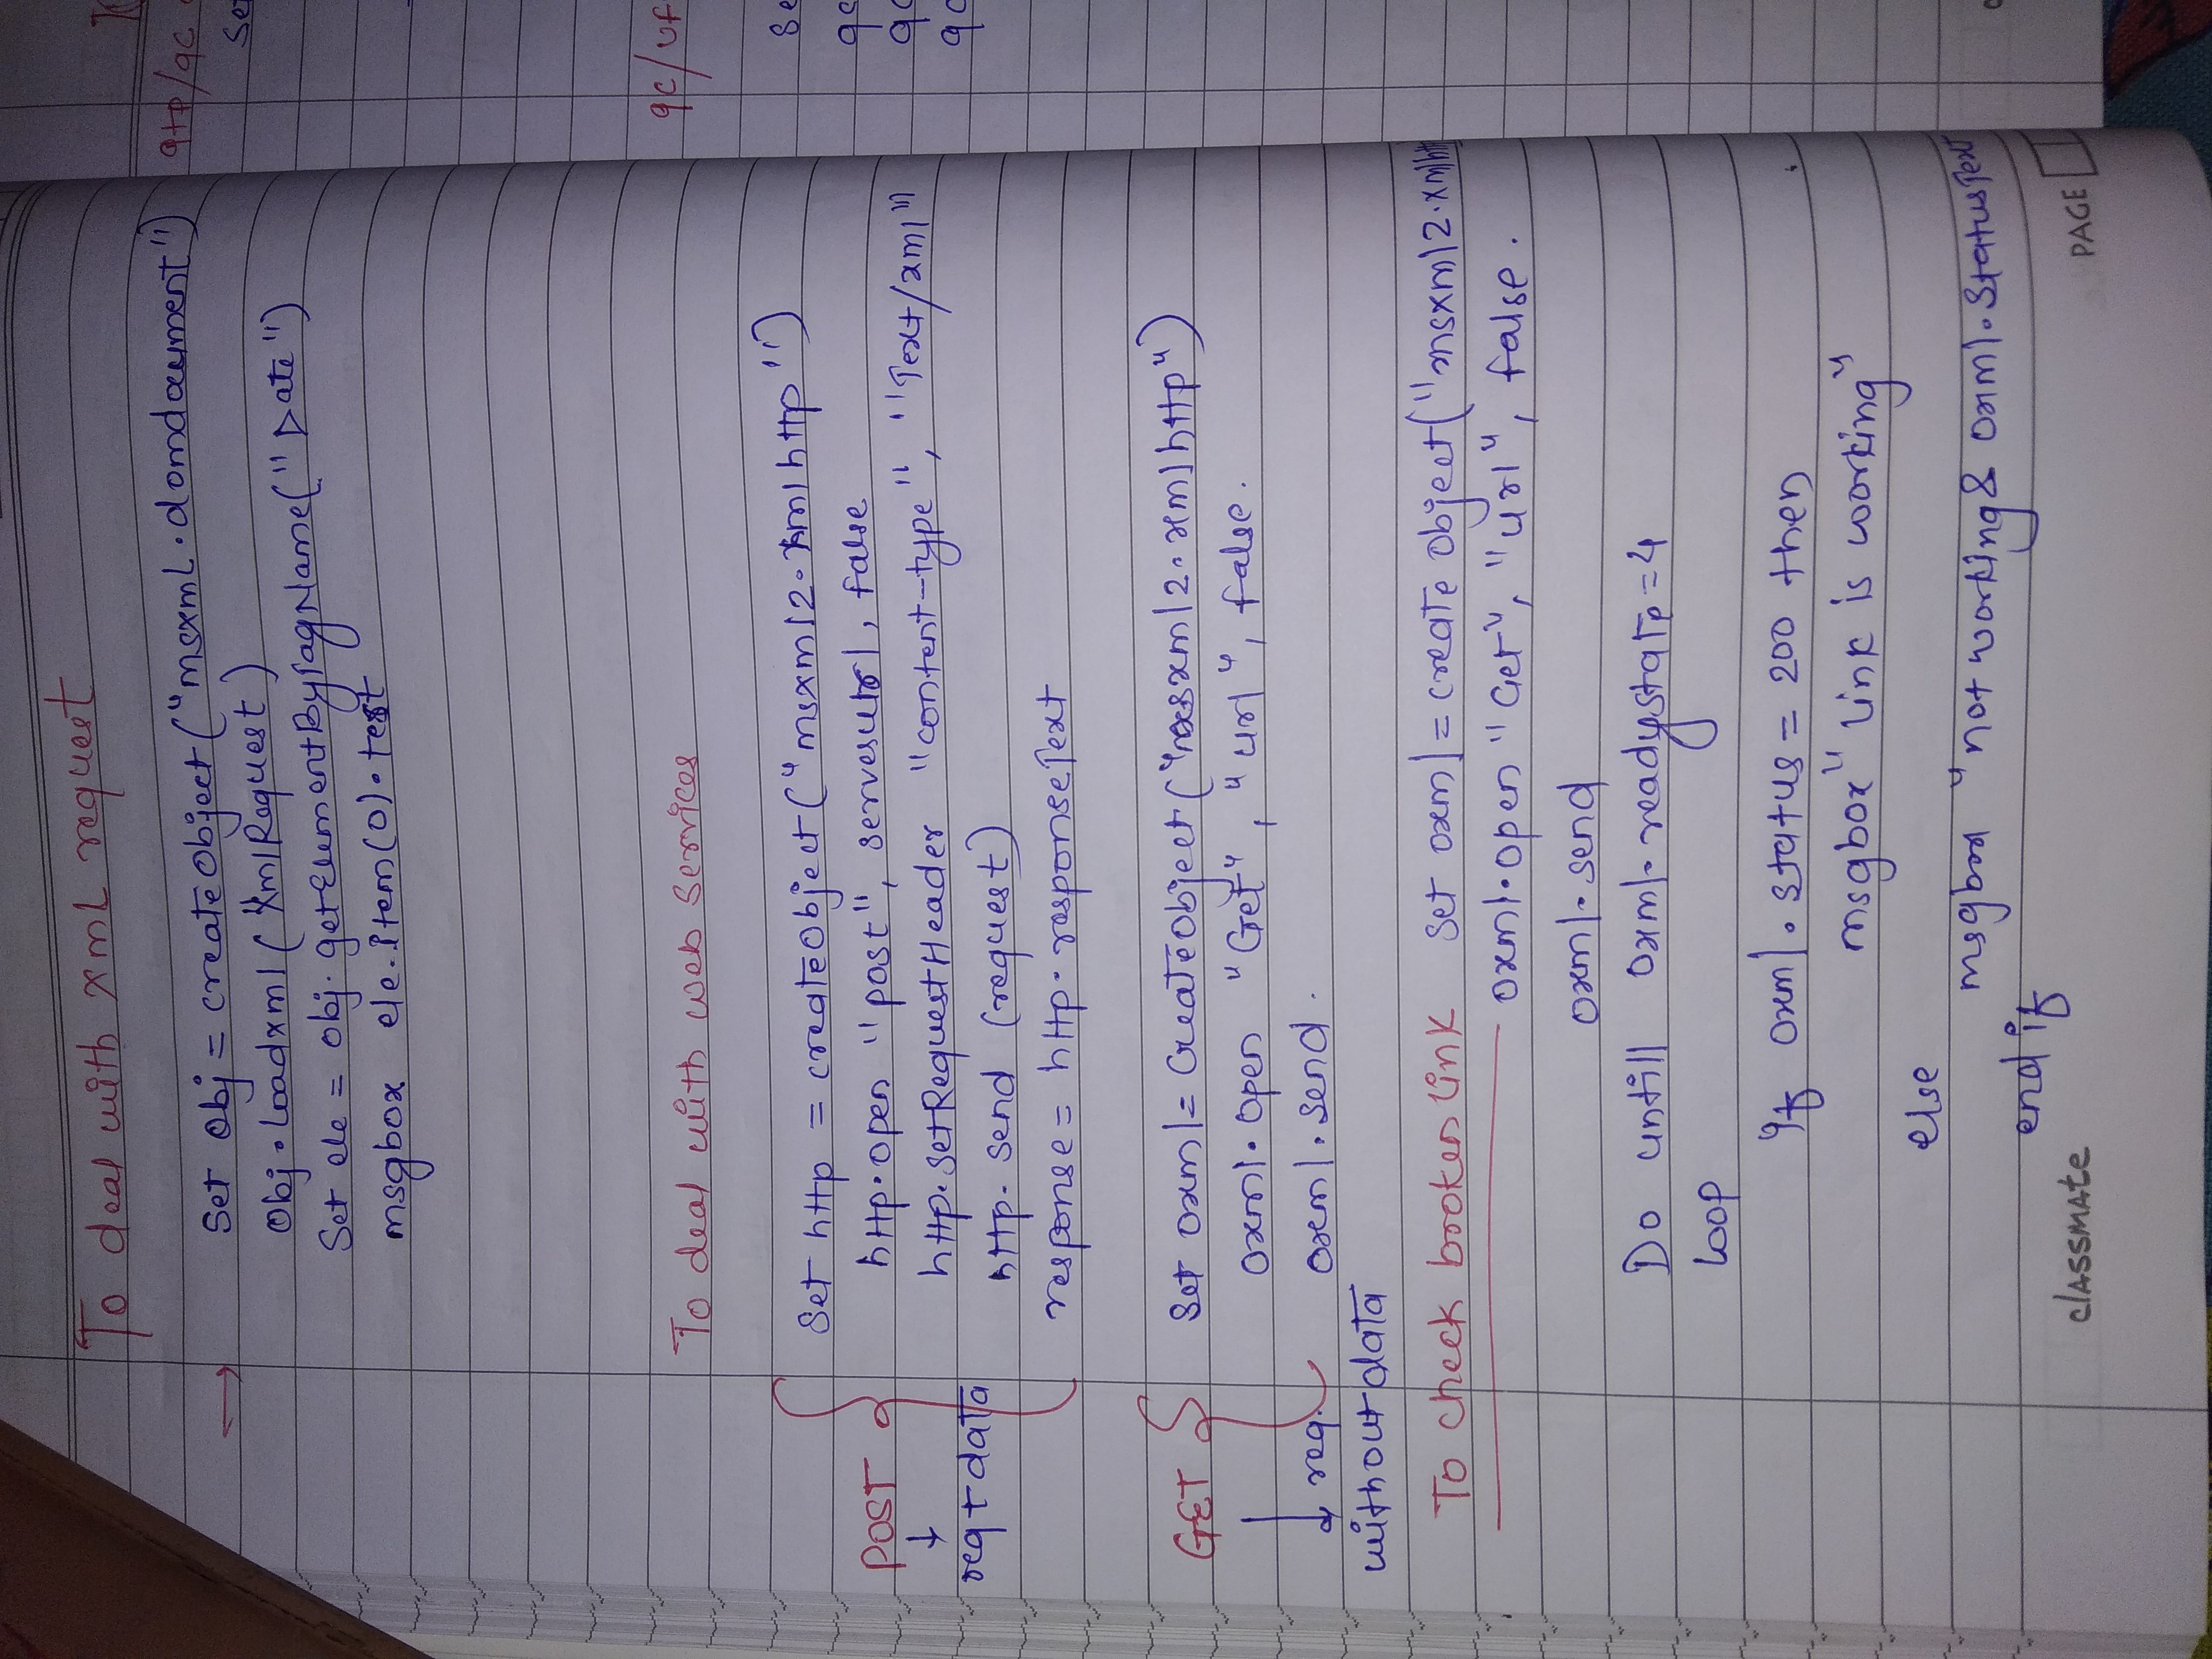 To deal with xmL request
→ Set obj = createobject("msxmL.domdocument")
obj.loadxml("XmlRequest)
Set ele = obj.getElementByTagName("Date")
msgbox ele.Item(0).text
To deal with web services
Set http = createobject("msxml2.xmlhttp")
http.open "post", serveswrl, false
http.setRequestHeader "content-type", "Text/xml"
http.send (request)
response = http.responseText
POST
↓
req + data
Set oxml = CreateObject("msxml2.xmlhttp")
oxml.open "Get", "url", false.
oxml.send.
GET
↓ req.
without data
To check broken link set oxml = create object("msxml2.xmlhttp
oxml.open "Get", "url", false.
oxml.send
Do untill oxml.readystate=4
Loop
If oxml.status = 200 then
msgbox "link is working"
else
msgbox "not working & oxml.statusText
end if
classmate
PAGE
qtp/qc
se
qc/uf
se
qc
qc
qc